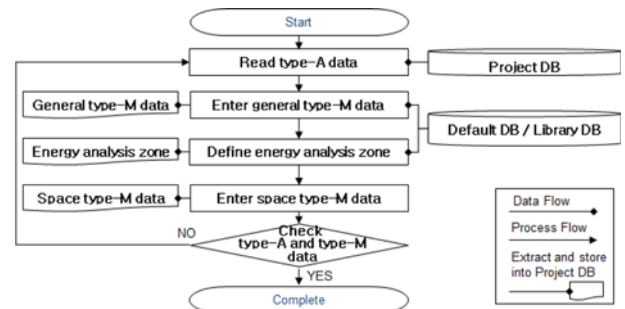 Start
Read type-A data
Project DB
General type-M data
Enter general type-M data
Default DB / Library DB
Energy analysis zone
Define energy analysis zone
Space type-M data
Enter space type-M data
NO
Check
type-A and type-M
data
YES
Complete
Data Flow
Process Flow
Extract and store
into Project DB